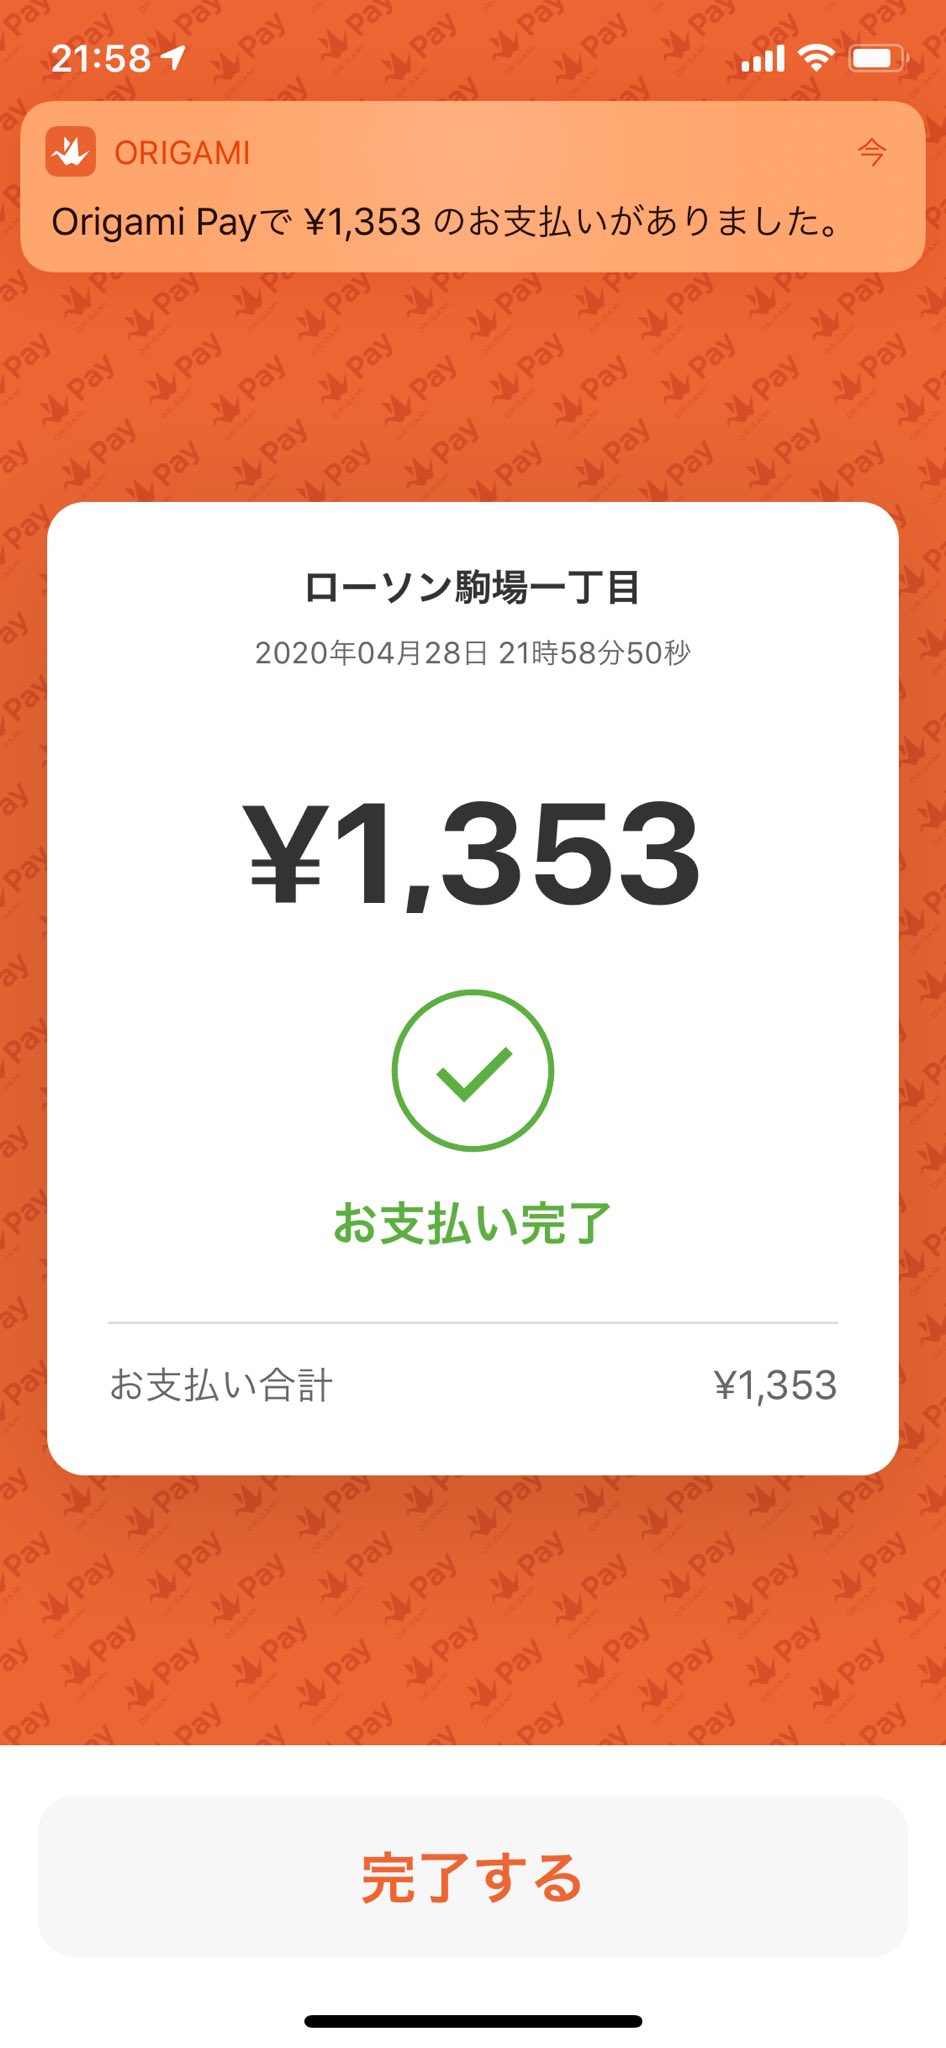 21:58
ORIGAMI
今
Origami Payで ¥1,353 のお支払いがありました。
ローソン駒場一丁目
2020年04月28日 21時58分50秒
¥1,353
お支払い完了
お支払い合計
¥1,353
完了する